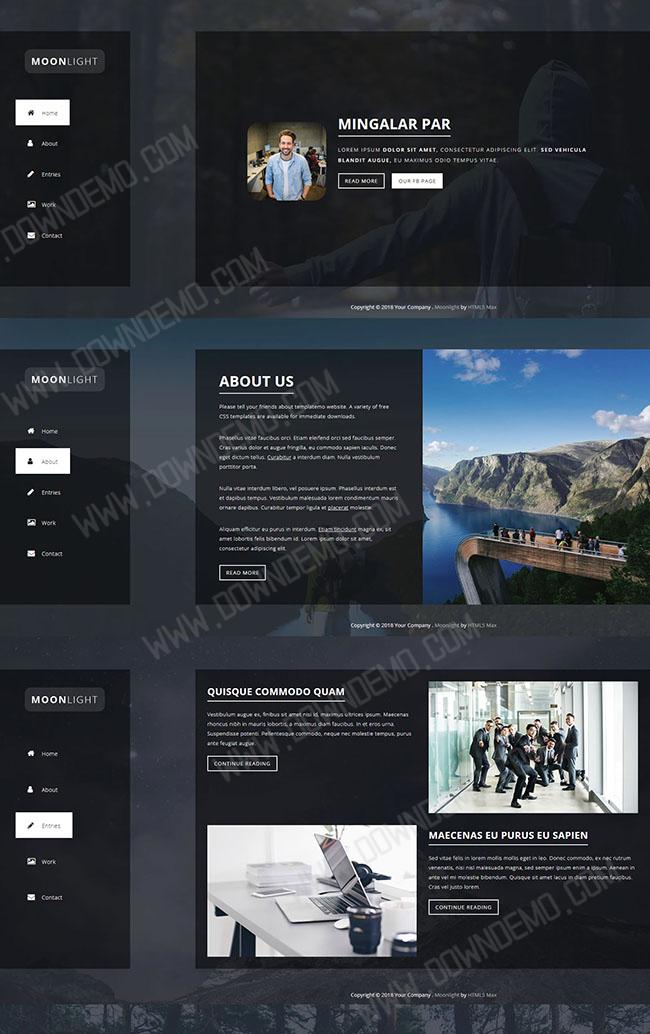 MOONLIGHT
Home
About
Entries
Work
Contact
MINGALAR PAR
LOREM IPSUM DOLOR SIT AMET, CONSECTETUR ADIPISCING ELIT. SED VEHICULA
BLANDIT AUGUE, EU MAXIMUS ODIO TEMPUS VITAE.
READ MORE
OUR FB PAGE
Copyright © 2018 Your Company . Moonlight by HTML5 Max
MOONLIGHT
Home
About
Entries
Work
Contact
ABOUT US
Please tell your friends about templatemo website. A variety of free
CSS templates are available for immediate downloads.
Phasellus vitae faucibus orci. Etiam eleifend orci sed faucibus semper.
Cras varius dolor et augue fringilla, eu commodo sapien iaculis. Donec
eget dictum tellus. Curabitur a interdum diam. Nulla vestibulum
porttitor porta.
Nulla vitae interdum libero, vel posuere ipsum. Phasellus interdum est
et dapibus tempus. Vestibulum malesuada lorem condimentum mauris
ornare dapibus. Curabitur tempor ligula et placerat molestie.
Aliquam efficitur eu purus in interdum. Etiam tincidunt magna ex, sit
amet lobortis felis bibendum id. Lorem ipsum dolor sit amet,
consectetur adipiscing elit.
READ MORE
Copyright © 2018 Your Company . Moonlight by HTML5 Max
MOONLIGHT
Home
About
Entries
Work
Contact
QUISQUE COMMODO QUAM
Vestibulum augue ex, finibus sit amet nisi id, maximus ultrices ipsum. Maecenas
rhoncus nibh in mauris lobortis, a maximus diam faucibus. In et eros urna.
Suspendisse potenti. Pellentesque commodo, neque nec molestie tempus, purus
ante feugiat augue.
CONTINUE READING
MAECENAS EU PURUS EU SAPIEN
Sed vitae felis in lorem mollis mollis eget in leo. Donec commodo, ex nec rutrum
venenatis, nisi nisl malesuada magna, sed semper ipsum enim a ipsum. Aenean in
ante vel mi molestie bibendum. Quisque sit amet lacus in diam pretium faucibus.
Cras vel justo lorem.
CONTINUE READING
Copyright © 2018 Your Company . Moonlight by HTML5 Max
WWW.DOWNDEMO.COM